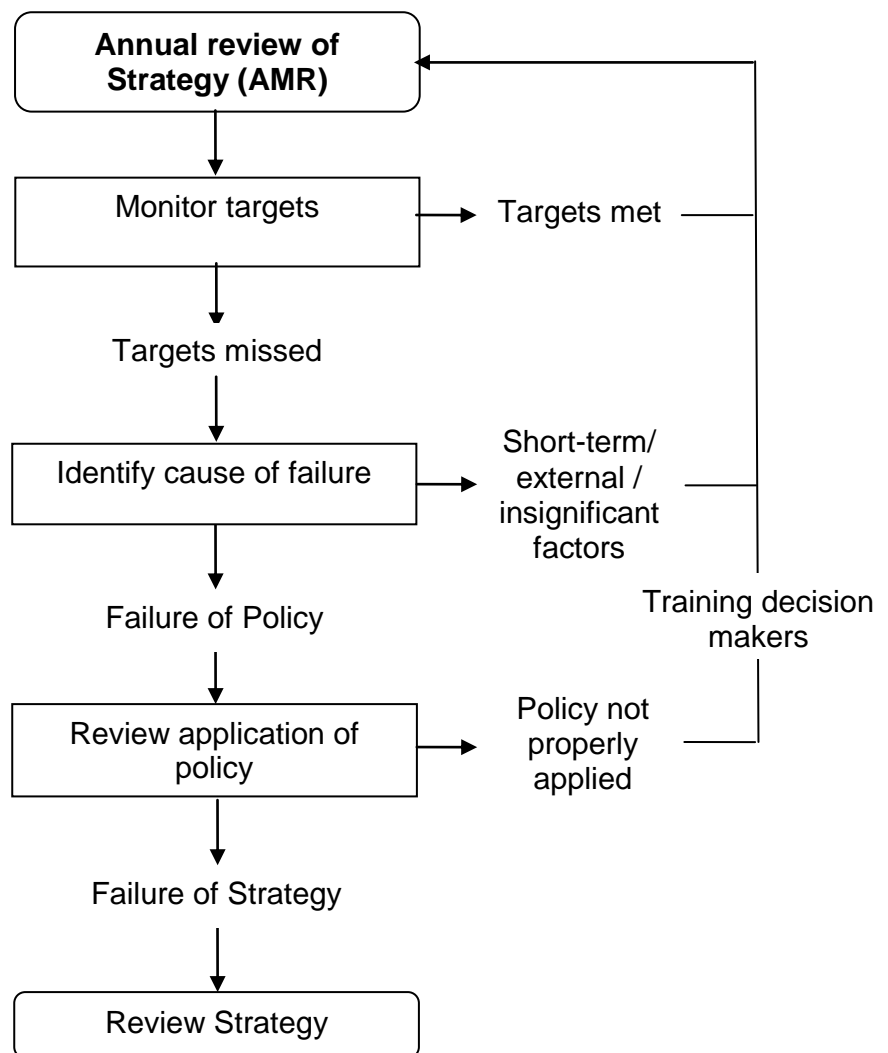 Annual review of
Strategy (AMR)
Monitor targets
Targets met
Targets missed
Identify cause of failure
Short-term/
external /
insignificant
factors
Training decision
makers
Failure of Policy
Review application of
policy
Policy not
properly
applied
Failure of Strategy
Review Strategy